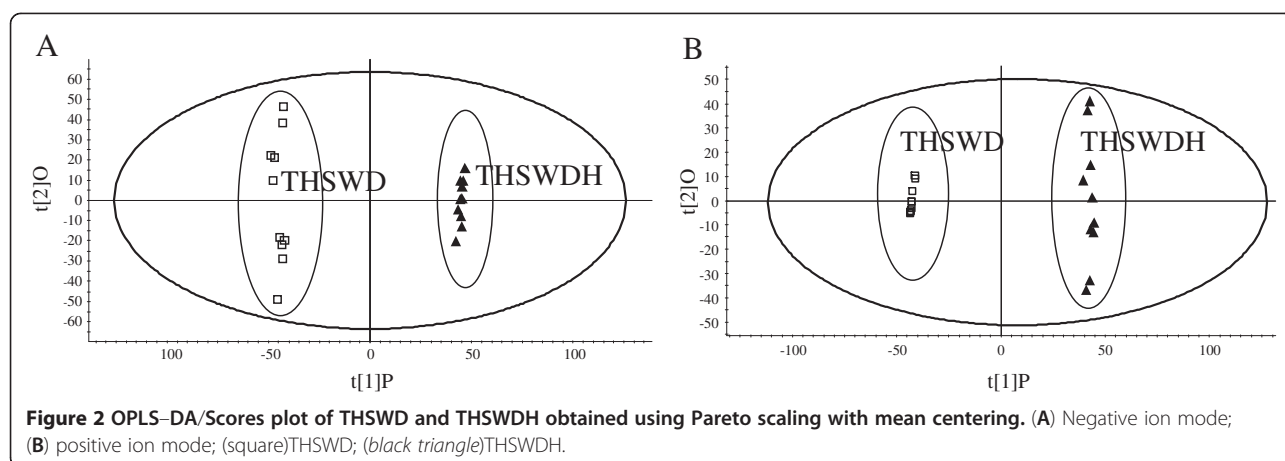 A
B
60
50
40
30
20
10
0
-10
-20
-30
-40
-50
-60
t[2]O
THSWD
THSWDH
100
-50
0
50
100
t[1]P
50
40
30
20
10
0
-10
-20
-30
-40
-50
t[2]O
THSWD
THSWDH
-100
-50
0
50
100
t[1]P
Figure 2 OPLS–DA/Scores plot of THSWD and THSWDH obtained using Pareto scaling with mean centering. (A) Negative ion mode;
(B) positive ion mode; (square)THSWD; (black triangle)THSWDH.